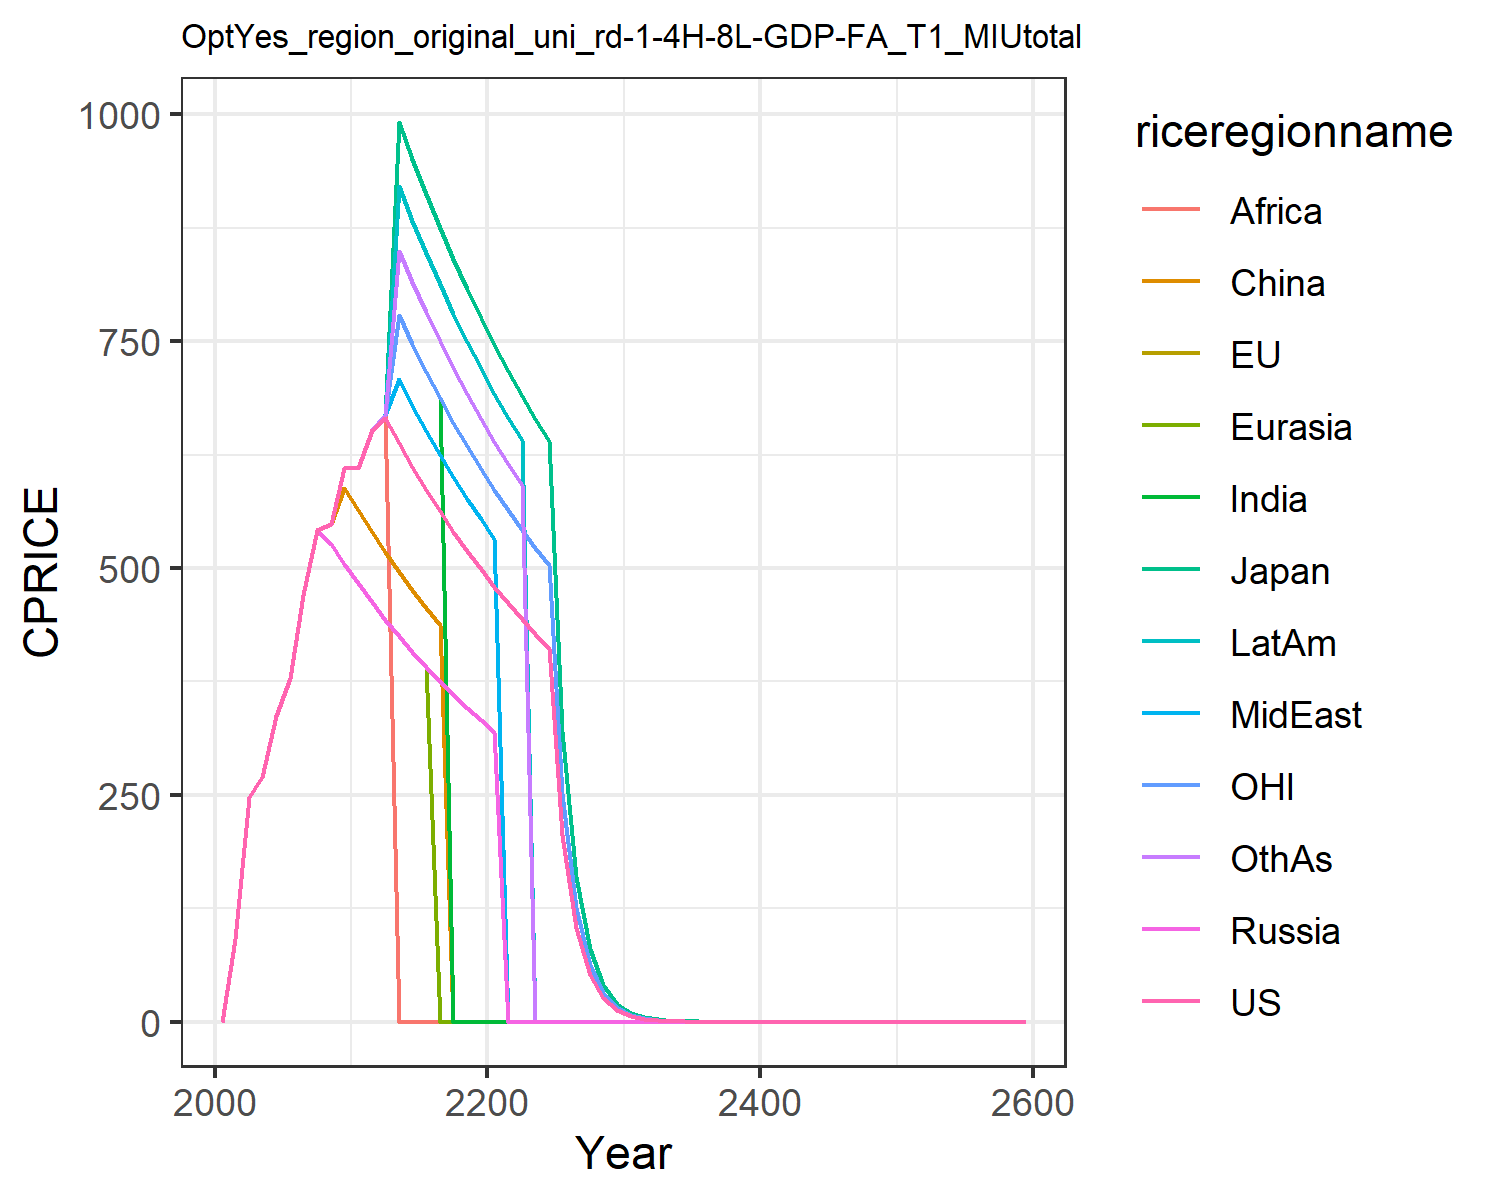 OptYes_region_original_uni_rd-1-4H-8L-GDP-FA_T1_MIUtotal
1000
750
500
250
0
CPRICE
2000
2200
2400
2600
Year
riceregionname
Africa
China
EU
Eurasia
India
Japan
LatAm
MidEast
OHI
OthAs
Russia
US